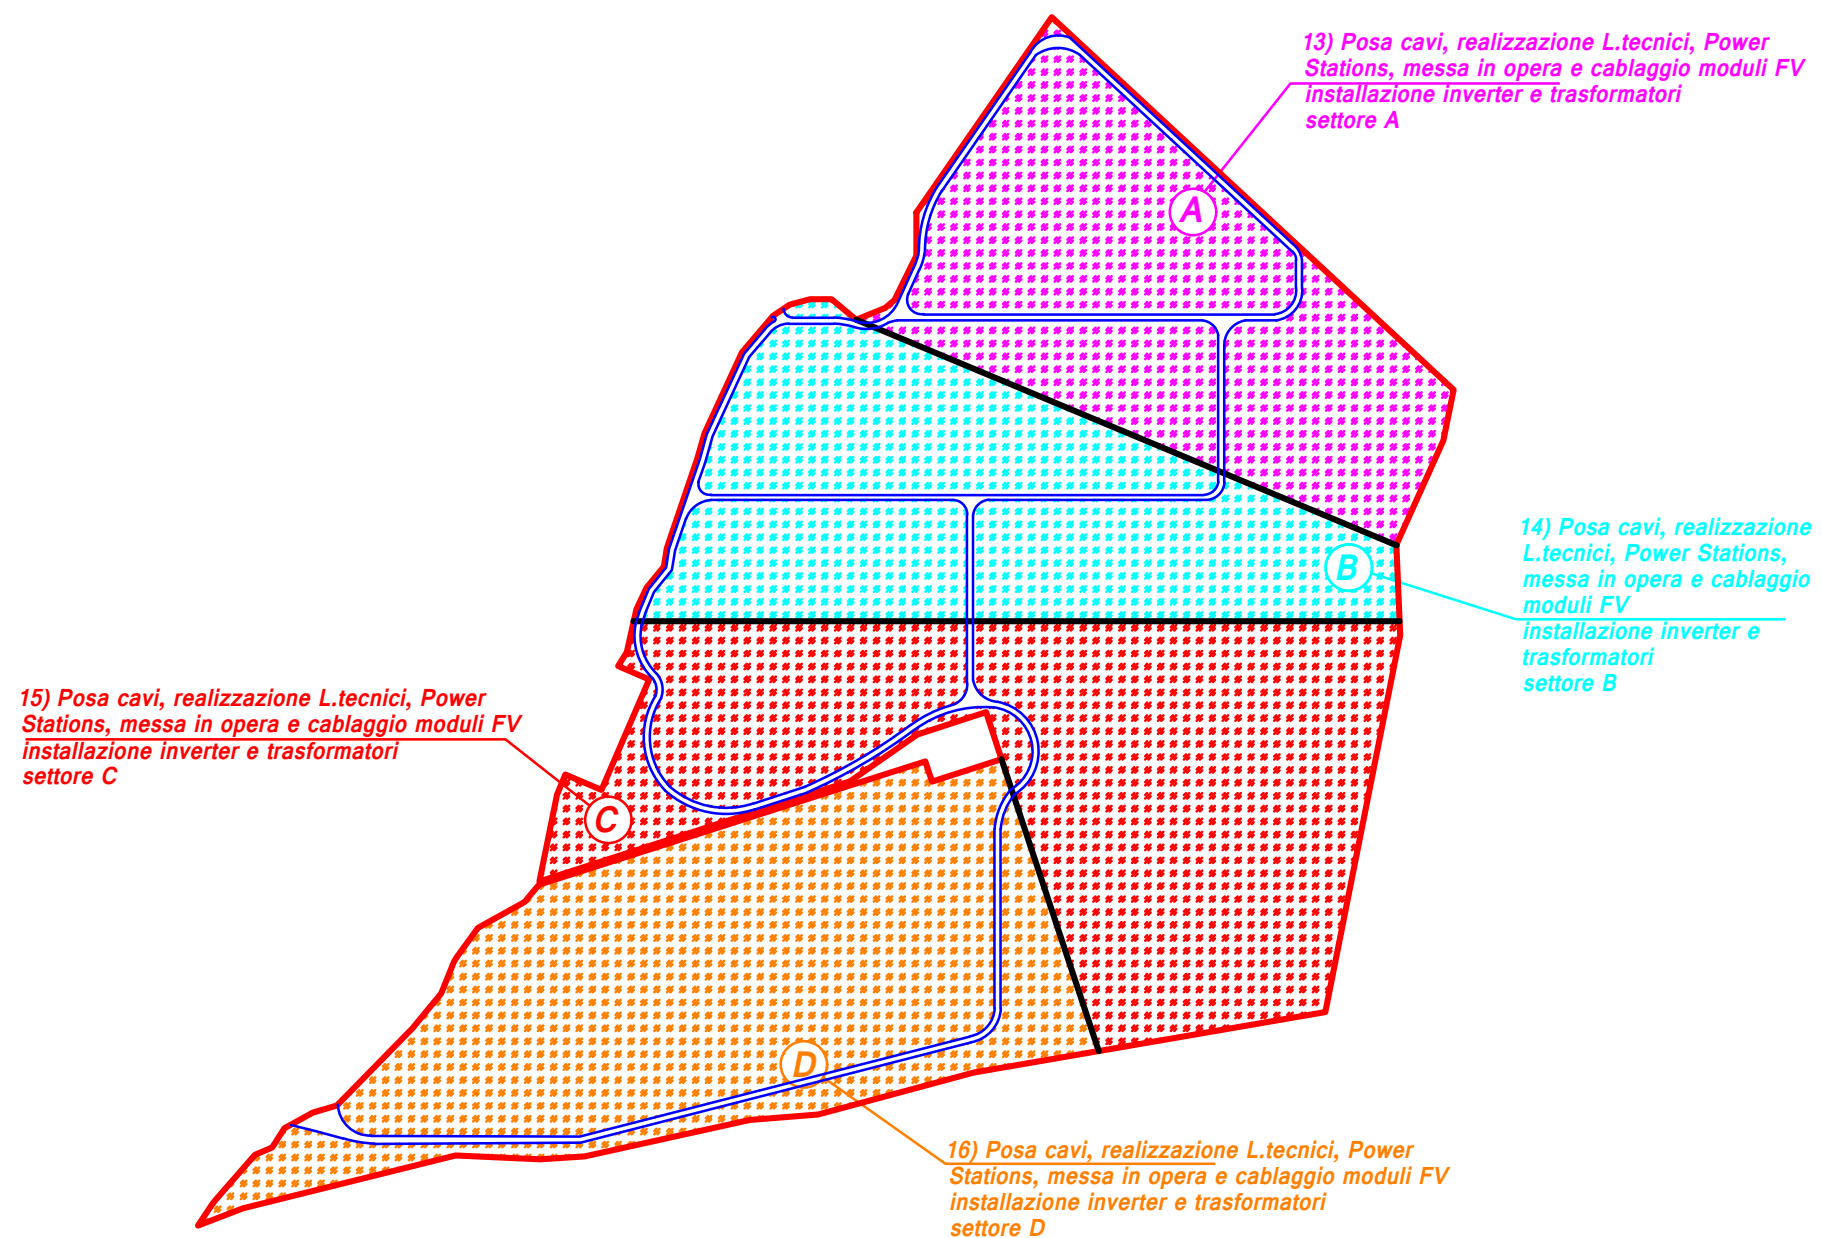 13) Posa cavi, realizzazione L.tecnici, Power
Stations, messa in opera e cablaggio moduli FV
installazione inverter e trasformatori
settore A
A
14) Posa cavi, realizzazione
L.tecnici, Power Stations,
messa in opera e cablaggio
moduli FV
installazione inverter e
trasformatori
settore B
B
15) Posa cavi, realizzazione L.tecnici, Power
Stations, messa in opera e cablaggio moduli FV
installazione inverter e trasformatori
settore C
C
D
16) Posa cavi, realizzazione L.tecnici, Power
Stations, messa in opera e cablaggio moduli FV
installazione inverter e trasformatori
settore D